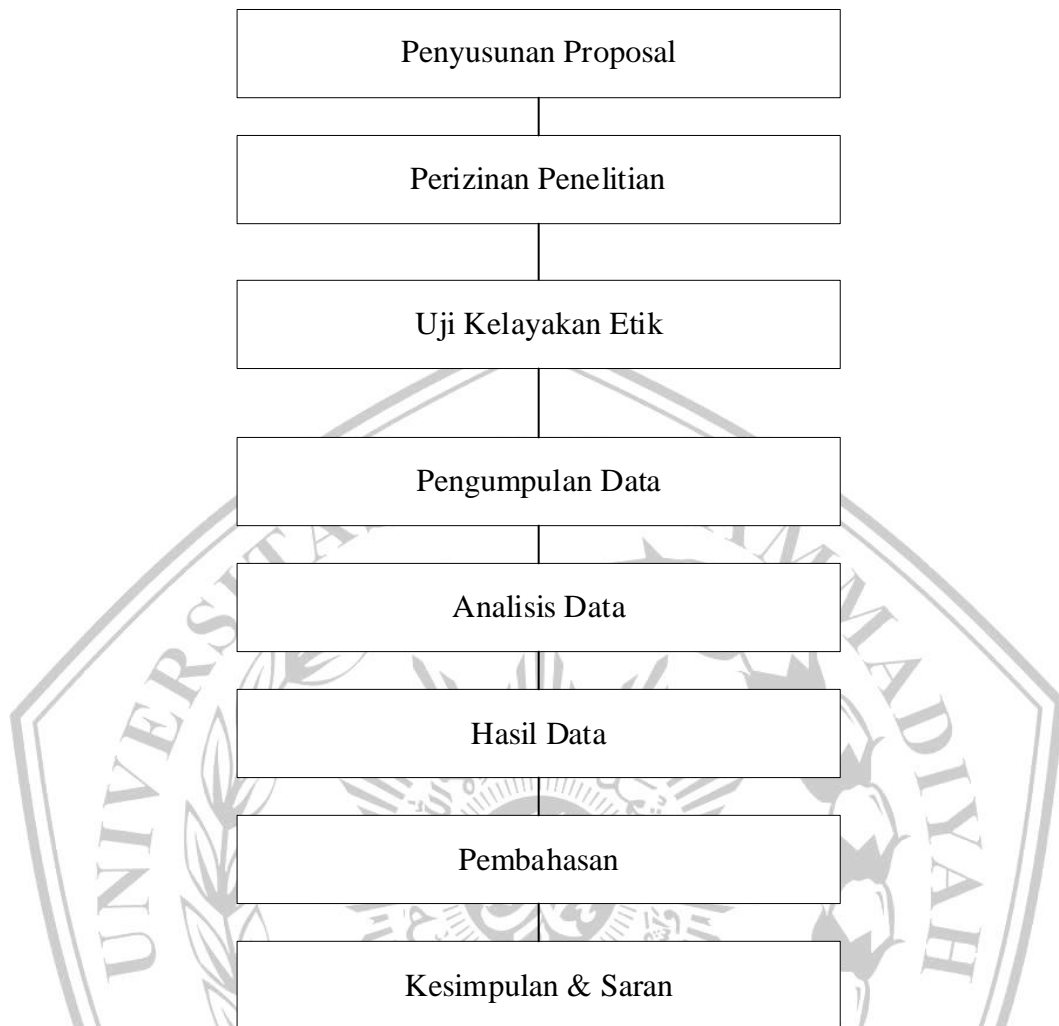 Penyusunan Proposal
Perizinan Penelitian
Uji Kelayakan Etik
Pengumpulan Data
Analisis Data
Hasil Data
Pembahasan
Kesimpulan & Saran